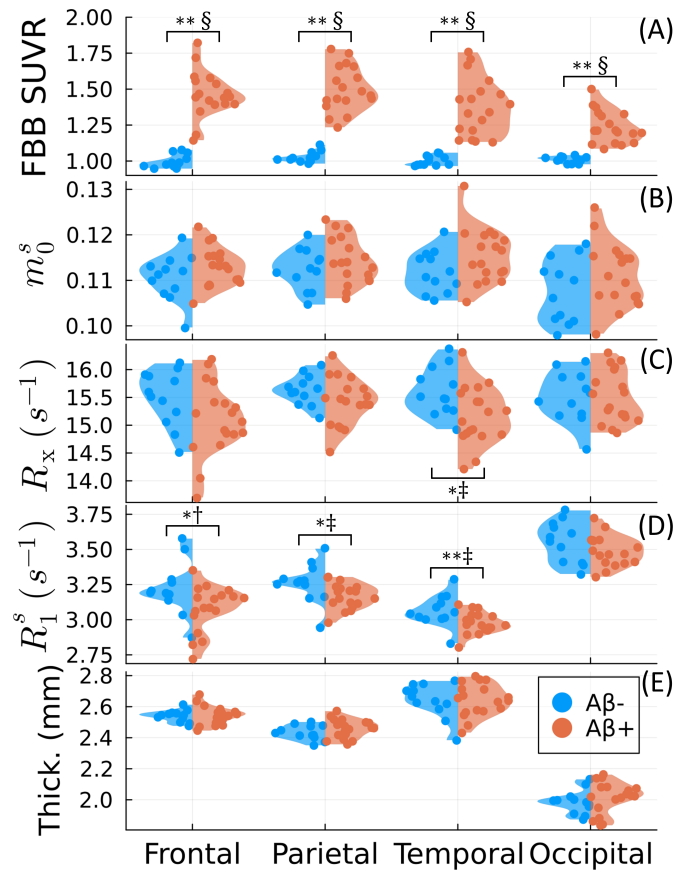 (A)
FBB SUVR
2.00
1.75
1.50
1.25
1.00
** §
** §
** §
** §
(B)
m₀ˢ
0.13
0.12
0.11
0.10
(C)
Rₓ (s⁻¹)
16.0
15.5
15.0
14.5
14.0
*‡
(D)
R₁ˢ (s⁻¹)
3.75
3.50
3.25
3.00
2.75
*†
*‡
**‡
(E)
Thick. (mm)
2.8
2.6
2.4
2.2
2.0
Aβ-
Aβ+
Frontal Parietal Temporal Occipital